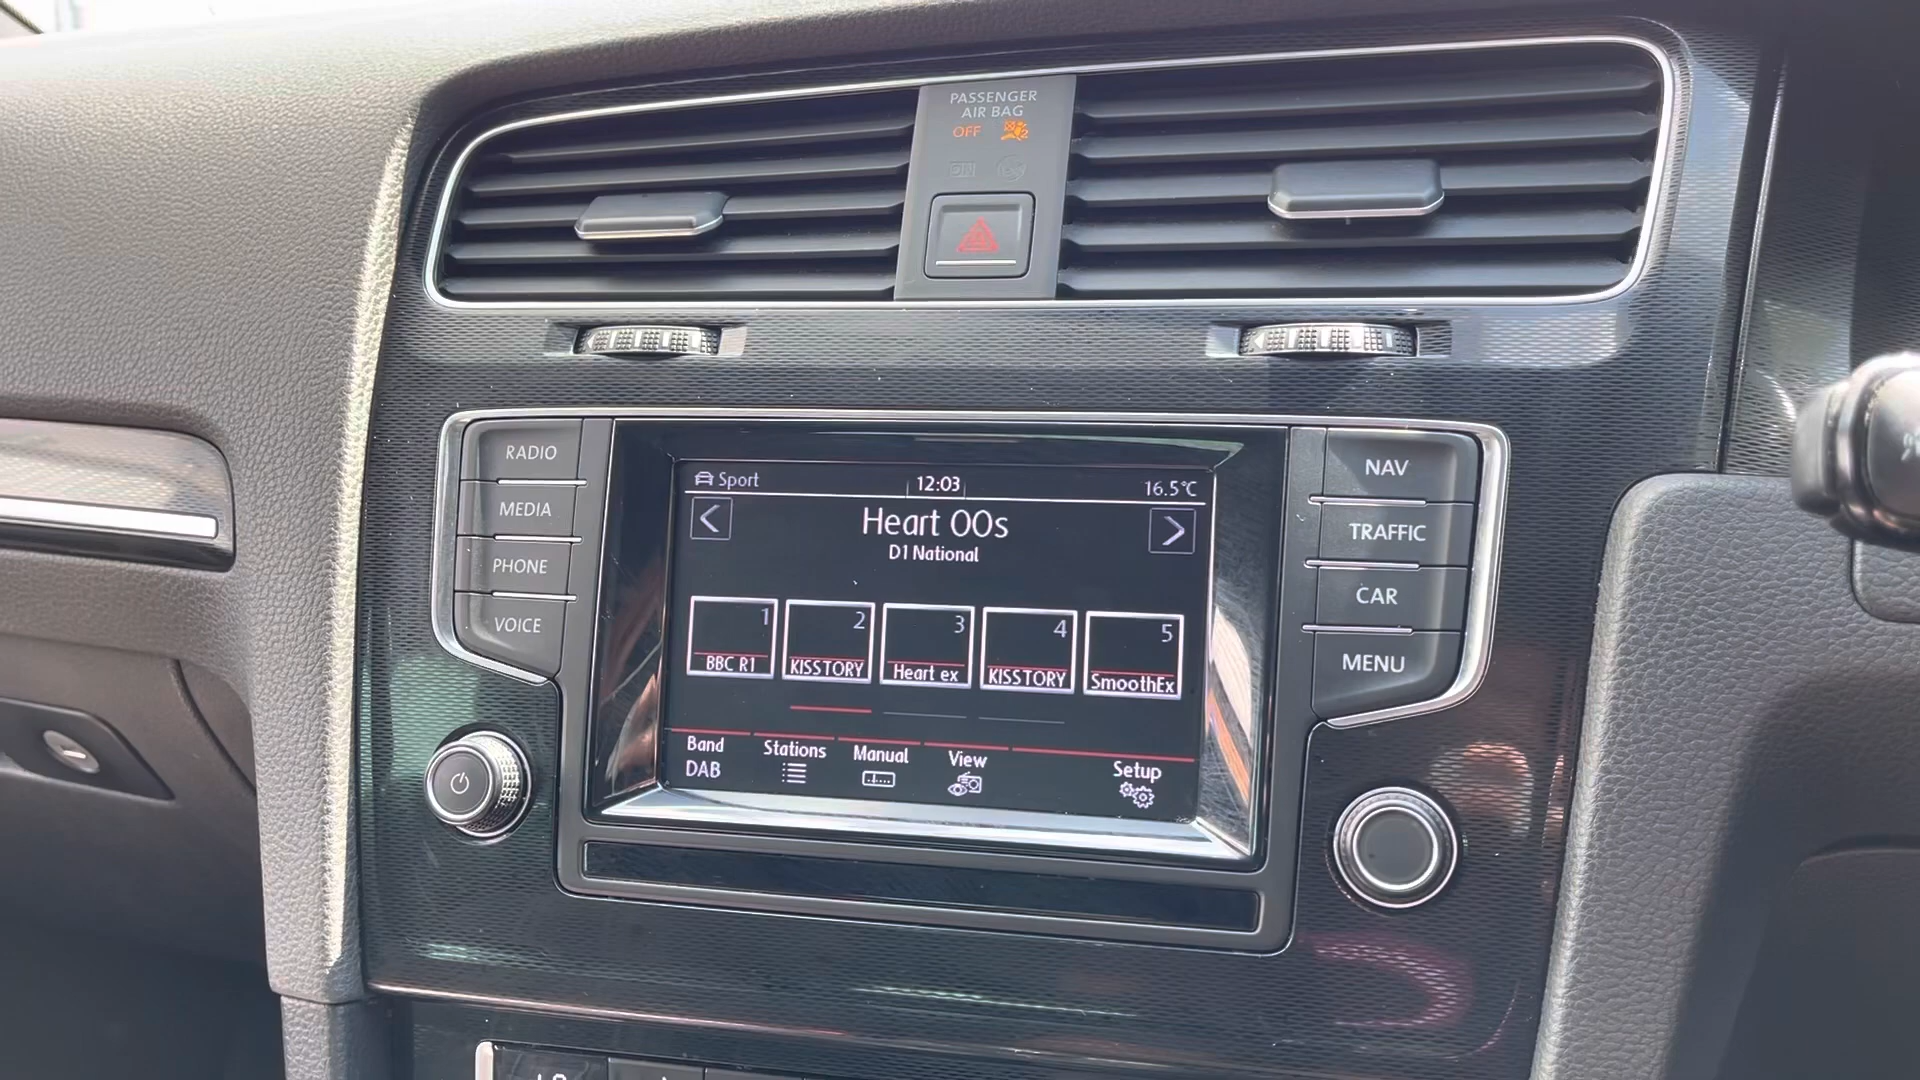 PASSENGER
AIR BAG
OFF
ON
RADIO
MEDIA
PHONE
VOICE
NAV
TRAFFIC
CAR
MENU
Sport
12:03
16.5°C
Heart 00s
D1 National
1
BBC R1
2
KISSTORY
3
Heart ex
4
KISSTORY
5
SmoothEx
Band
DAB
Stations
Manual
View
Setup